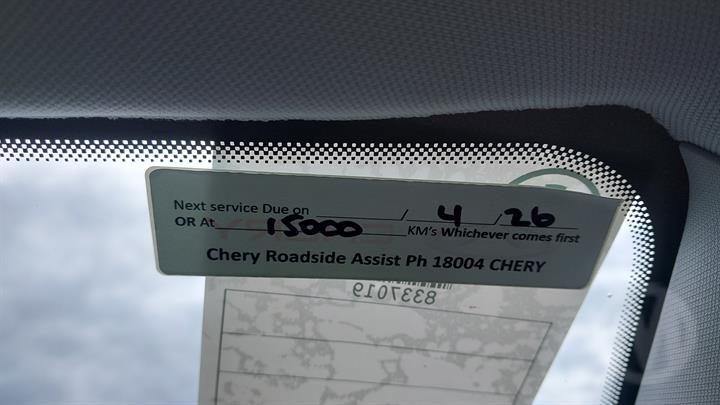 Next service Due on ______/ 4 / 26
OR At 15000 KM's Whichever comes first
Chery Roadside Assist Ph 18004 CHERY
8337019